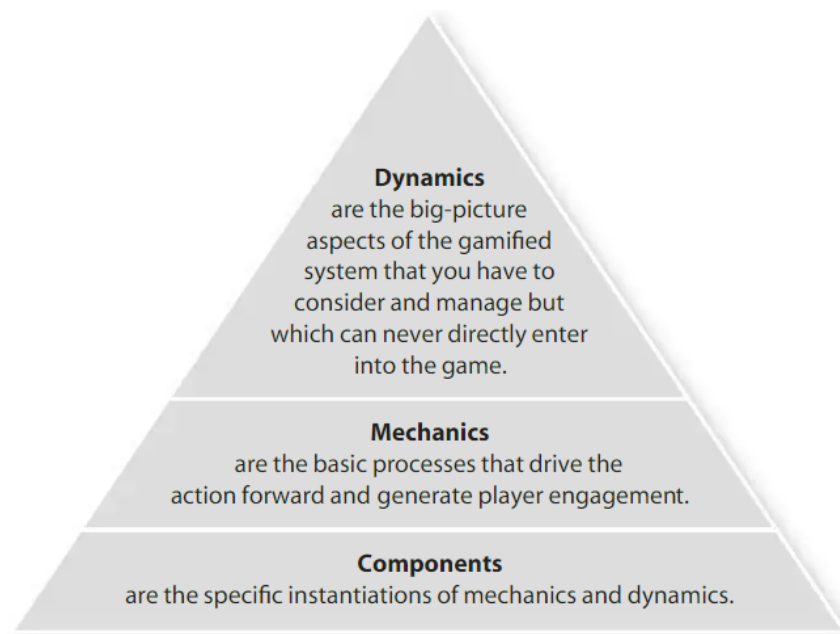 Dynamics
are the big-picture
aspects of the gamified
system that you have to
consider and manage but
which can never directly enter
into the game.
Mechanics
are the basic processes that drive the
action forward and generate player engagement.
Components
are the specific instantiations of mechanics and dynamics.